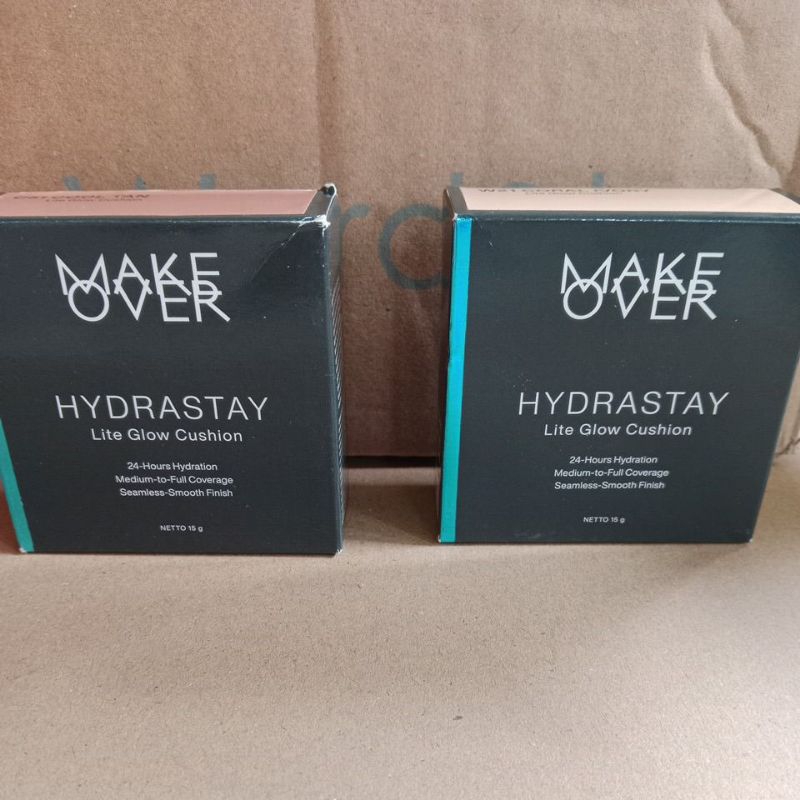 MAKE
OVER
HYDRASTAY
Lite Glow Cushion
24-Hours Hydration
Medium-to-Full Coverage
Seamless-Smooth Finish
NETTO 15 g
MAKE
OVER
HYDRASTAY
Lite Glow Cushion
24-Hours Hydration
Medium-to-Full Coverage
Seamless-Smooth Finish
NETTO 15 g